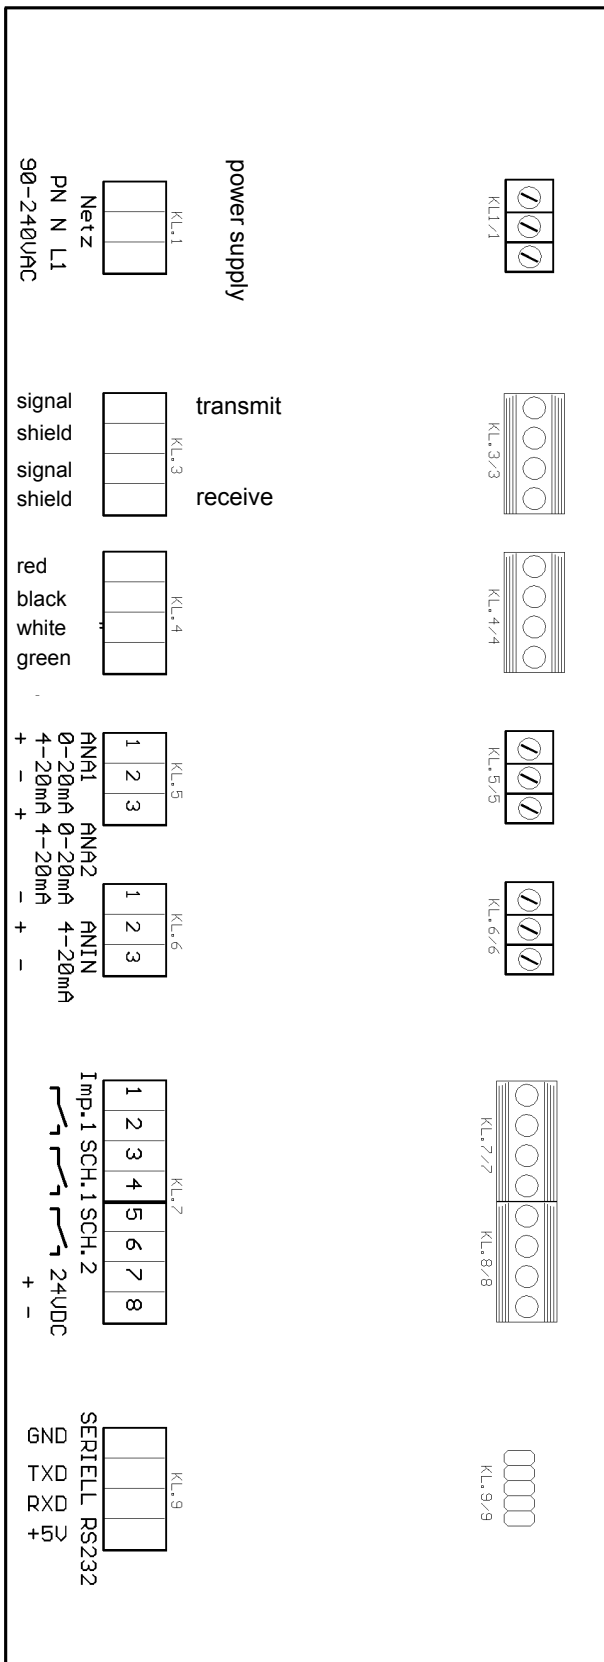 power supply
Netz
PN N L1
90-240VAC
KL.1
KL1/1
signal
shield
signal
shield
transmit
receive
KL.3
KL.3/3
red
black
white
green
KL.4
KL.4/4
ANA1 ANA2
0-20mA 0-20mA
4-20mA 4-20mA
+ - + -
1
2
3
KL.5
KL.5/5
ANIN
4-20mA
+ -
1
2
3
KL.6
KL.6/6
Imp.1 SCH.1 SCH.2
24VDC
+ -
1
2
3
4
5
6
7
8
KL.7
KL.7/7
KL.8/8
SERIELL RS232
GND
TXD
RXD
+5V
KL.9
KL.9/9